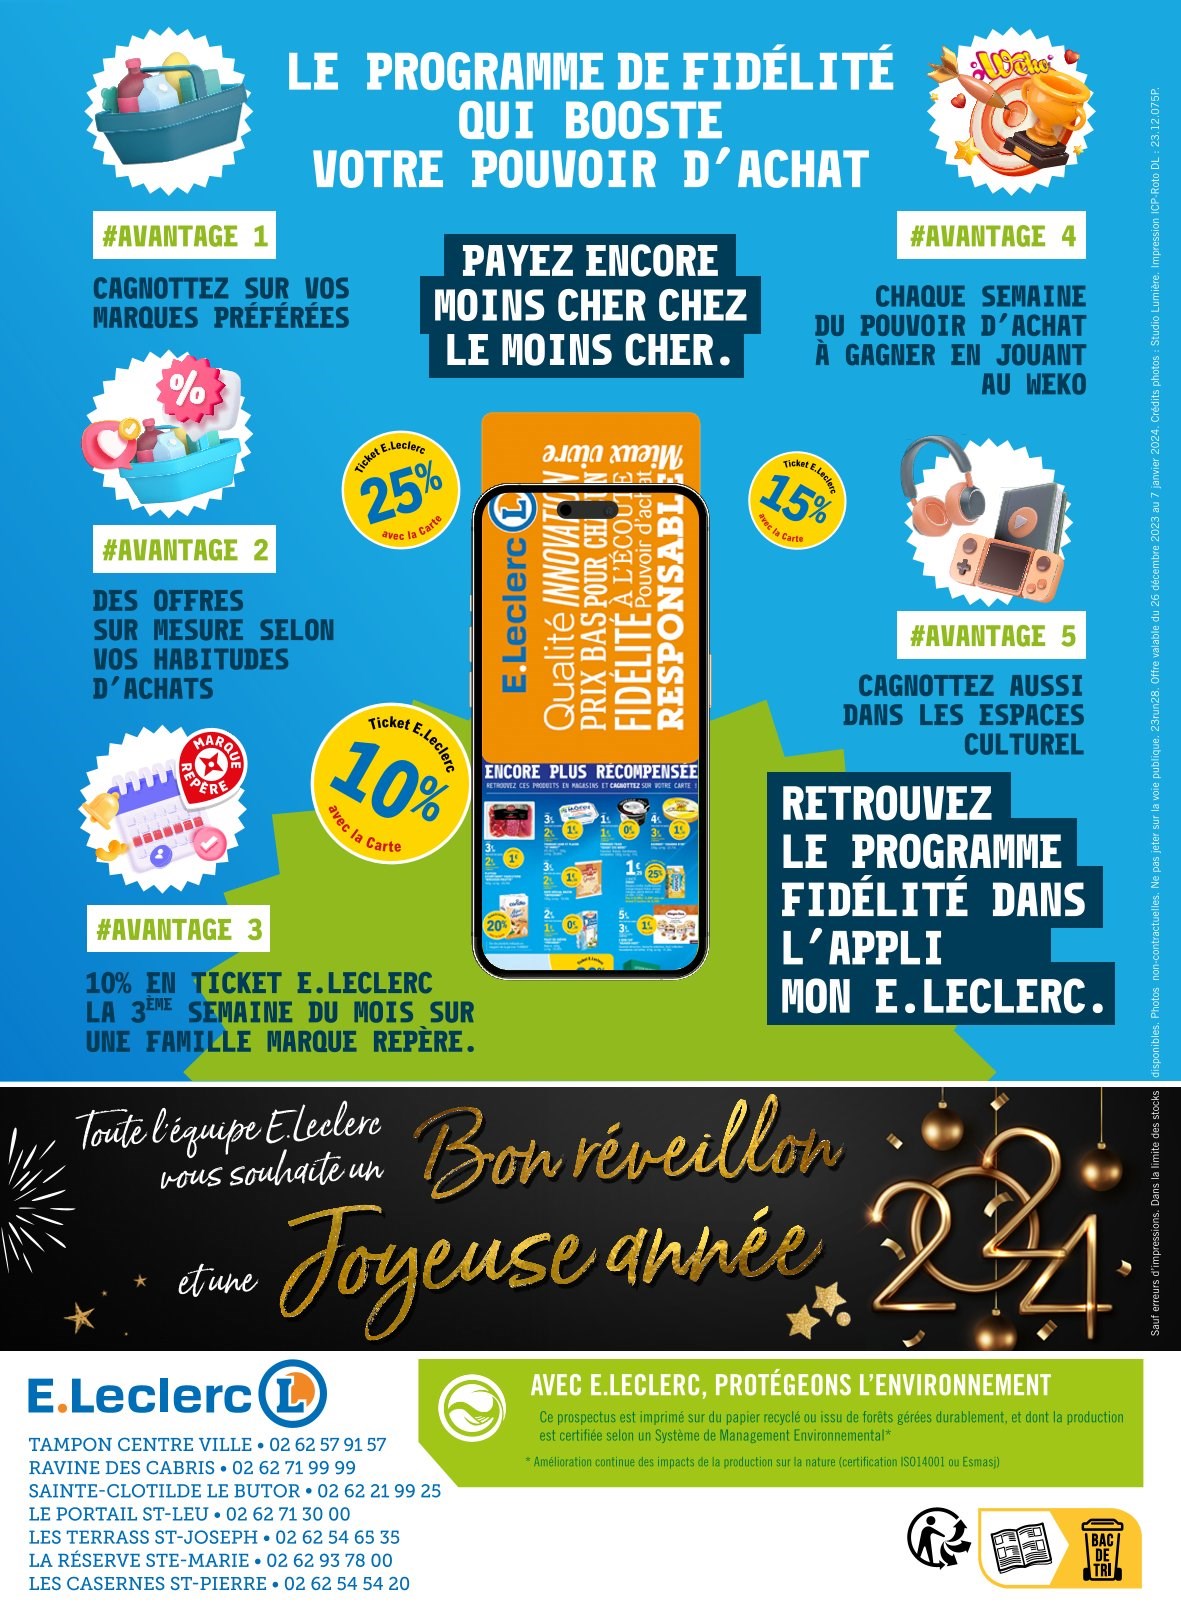 LE PROGRAMME DE FIDÉLITÉ
QUI BOOSTE
VOTRE POUVOIR D'ACHAT
#AVANTAGE 1
CAGNOTTEZ SUR VOS
MARQUES PRÉFÉRÉES
PAYEZ ENCORE
MOINS CHER CHEZ
LE MOINS CHER.
Weko
#AVANTAGE 4
CHAQUE SEMAINE
DU POUVOIR D'ACHAT
À GAGNER EN JOUANT
AU WEKO
%
#AVANTAGE 2
DES OFFRES
SUR MESURE SELON
VOS HABITUDES
D'ACHATS
Ticket E.Leclerc
25%
avec la Carte
Ticket E.Leclerc
15%
avec la Carte
#AVANTAGE 5
CAGNOTTEZ AUSSI
DANS LES ESPACES
CULTUREL
MARQUE
REPÈRE
#AVANTAGE 3
10% EN TICKET E.LECLERC
LA 3ÈME SEMAINE DU MOIS SUR
UNE FAMILLE MARQUE REPÈRE.
Ticket E.Leclerc
10%
avec la Carte
E.Leclerc L
Qualité INNOVATION
PRIX BAS POUR CHACUN
FIDÉLITÉ À L'ÉCOUTE
Pouvoir d'achat
RESPONSABLE
Mieux vivre
ENCORE PLUS RÉCOMPENSÉE
RETROUVEZ CES PRODUITS EN MAGASINS ET CAGNOTTEZ SUR VOTRE CARTE !
25%
20%
RETROUVEZ
LE PROGRAMME
FIDÉLITÉ DANS
L'APPLI
MON E.LECLERC.
Toute l'équipe E.Leclerc
vous souhaite un
Bon réveillon
et une
Joyeuse année
2024
Sauf erreurs d'impressions. Dans la limite des stocks disponibles. Photos non-contractuelles. Ne pas jeter sur la voie publique. 23run28. Offre valable du 26 décembre 2023 au 7 janvier 2024. Crédits photos : Studio Lumière. Impression ICP-Roto DL : 23.12.075P.
E.Leclerc L
TAMPON CENTRE VILLE • 02 62 57 91 57
RAVINE DES CABRIS • 02 62 71 99 99
SAINTE-CLOTILDE LE BUTOR • 02 62 21 99 25
LE PORTAIL ST-LEU • 02 62 71 30 00
LES TERRASS ST-JOSEPH • 02 62 54 65 35
LA RÉSERVE STE-MARIE • 02 62 93 78 00
LES CASERNES ST-PIERRE • 02 62 54 54 20
AVEC E.LECLERC, PROTÉGEONS L'ENVIRONNEMENT
Ce prospectus est imprimé sur du papier recyclé ou issu de forêts gérées durablement, et dont la production
est certifiée selon un Système de Management Environnemental*
* Amélioration continue des impacts de la production sur la nature (certification ISO14001 ou Esmasj)
BAC
DE
TRI